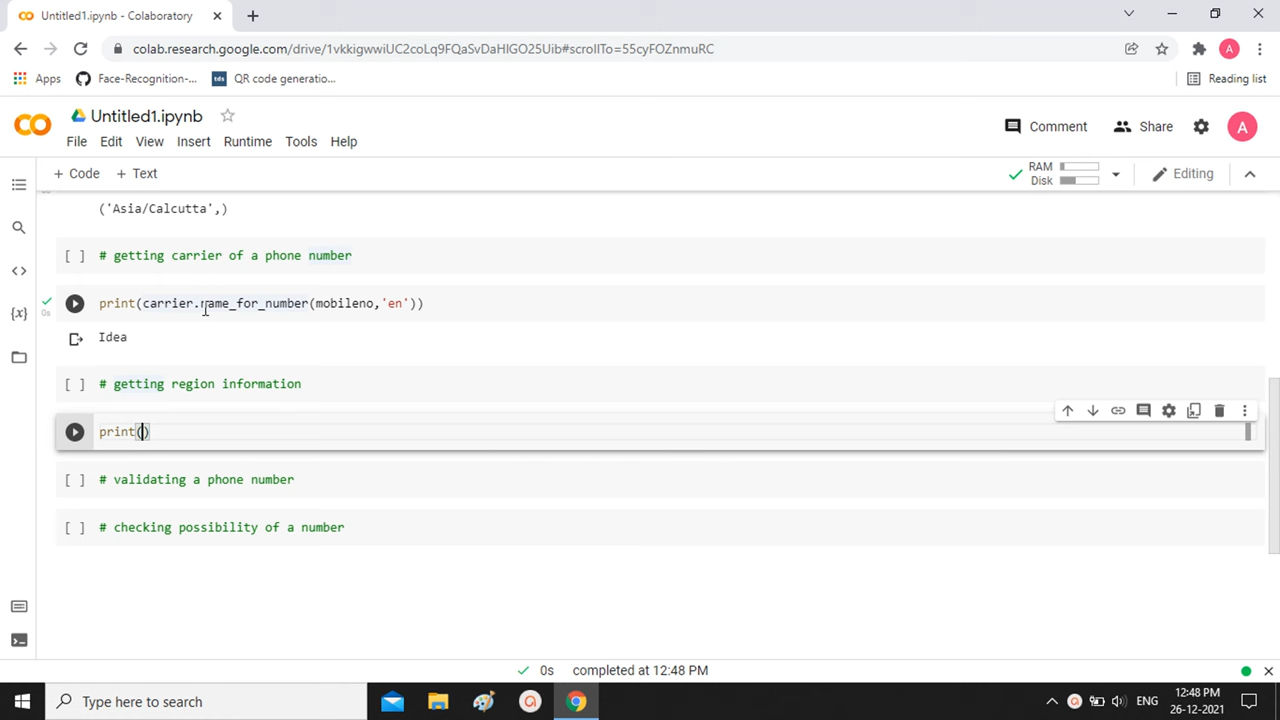 Untitled1.ipynb - Colaboratory
colab.research.google.com/drive/1vkkigwwiUC2coLq9FQaSvDaHIGO25Uib#scrollTo=55cyFOZnmuRC
A
Apps
Face-Recognition-...
tds
QR code generatio...
Reading list
Untitled1.ipynb
File Edit View Insert Runtime Tools Help
Comment
Share
A
+ Code + Text
RAM
Disk
Editing
('Asia/Calcutta',)
[ ] # getting carrier of a phone number
print(carrier.name_for_number(mobileno,'en'))
0s
Idea
[ ] # getting region information
print()
[ ] # validating a phone number
[ ] # checking possibility of a number
{x}
0s completed at 12:48 PM
Type here to search
ENG
12:48 PM
26-12-2021